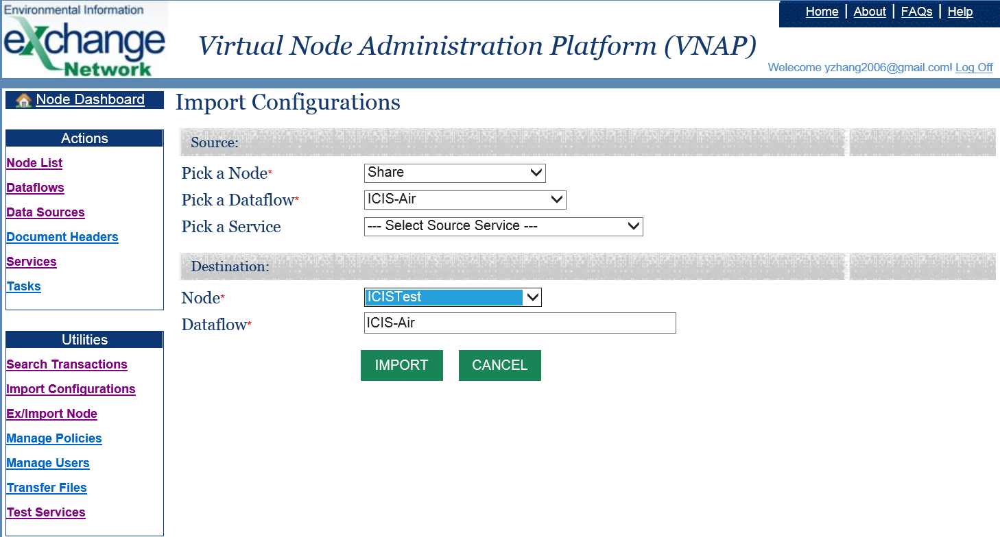 Environmental Information
exchange
Network
Virtual Node Administration Platform (VNAP)
Home | About | FAQs | Help
Welecome yzhang2006@gmail.com! Log Off
Node Dashboard
Actions
Node List
Dataflows
Data Sources
Document Headers
Services
Tasks
Utilities
Search Transactions
Import Configurations
Ex/Import Node
Manage Policies
Manage Users
Transfer Files
Test Services
Import Configurations
Source:
Pick a Node* Share
Pick a Dataflow* ICIS-Air
Pick a Service --- Select Source Service ---
Destination:
Node* ICISTest
Dataflow* ICIS-Air
IMPORT CANCEL